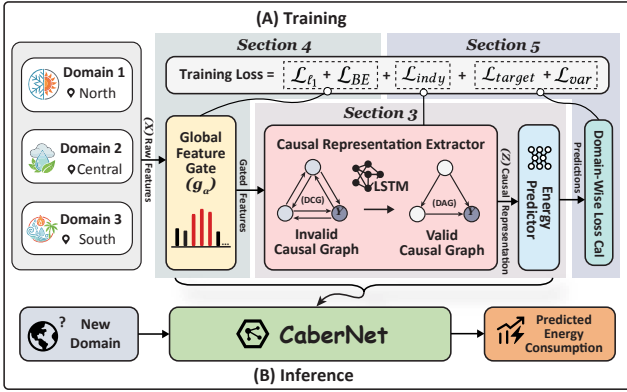 (A) Training
Section 4
Section 5
Domain 1
North
Domain 2
Central
Domain 3
South
Training Loss = ℒℓ₁ + ℒBE + ℒindy + ℒtarget + ℒvar
Section 3
(X) Raw Features
Global
Feature
Gate
(gα)
...
Gated
Features
Causal Representation Extractor
(DCG)
Y
Invalid
Causal Graph
LSTM
(DAG)
Y
Valid
Causal Graph
(Z) Causal
Representation
Energy
Predictor
Predictions
Domain-Wise Loss Cal
?
New
Domain
CaberNet
Predicted
Energy
Consumption
(B) Inference